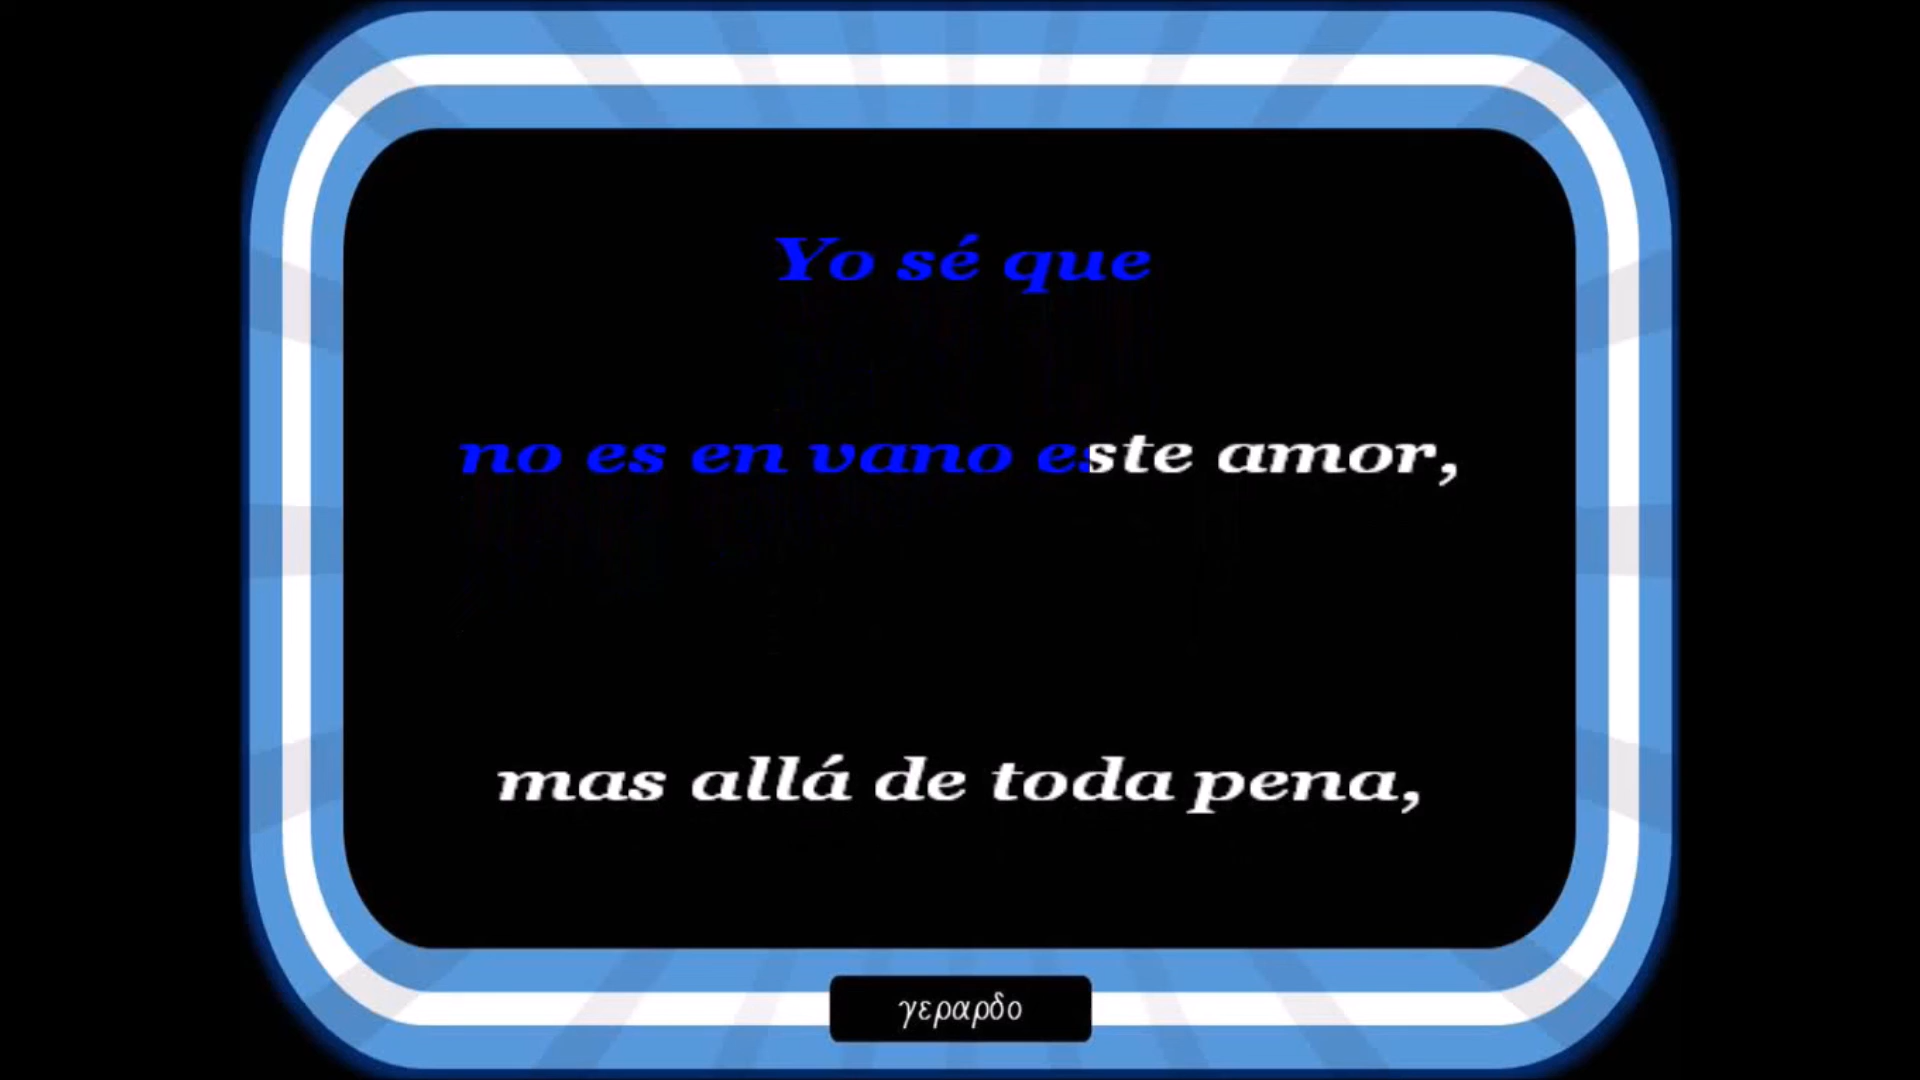 Yo sé que
no es en vano este amor,
mas allá de toda pena,
γεραρδο